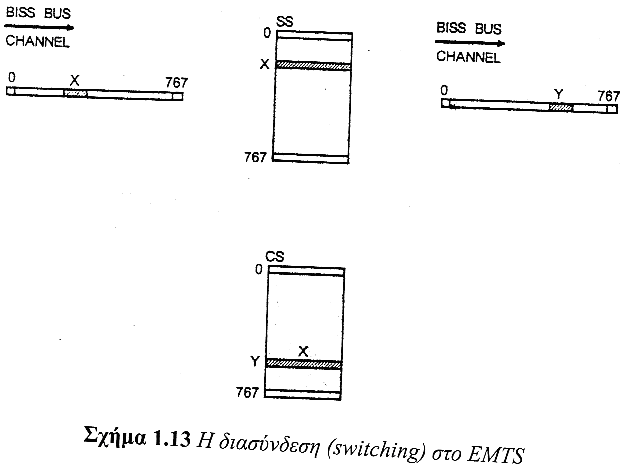 BISS BUS
CHANNEL
0 X 767
SS
0
X
767
BISS BUS
CHANNEL
0 Y 767
CS
0
X
Y
767
Σχήμα 1.13 Η διασύνδεση (switching) στο EMTS